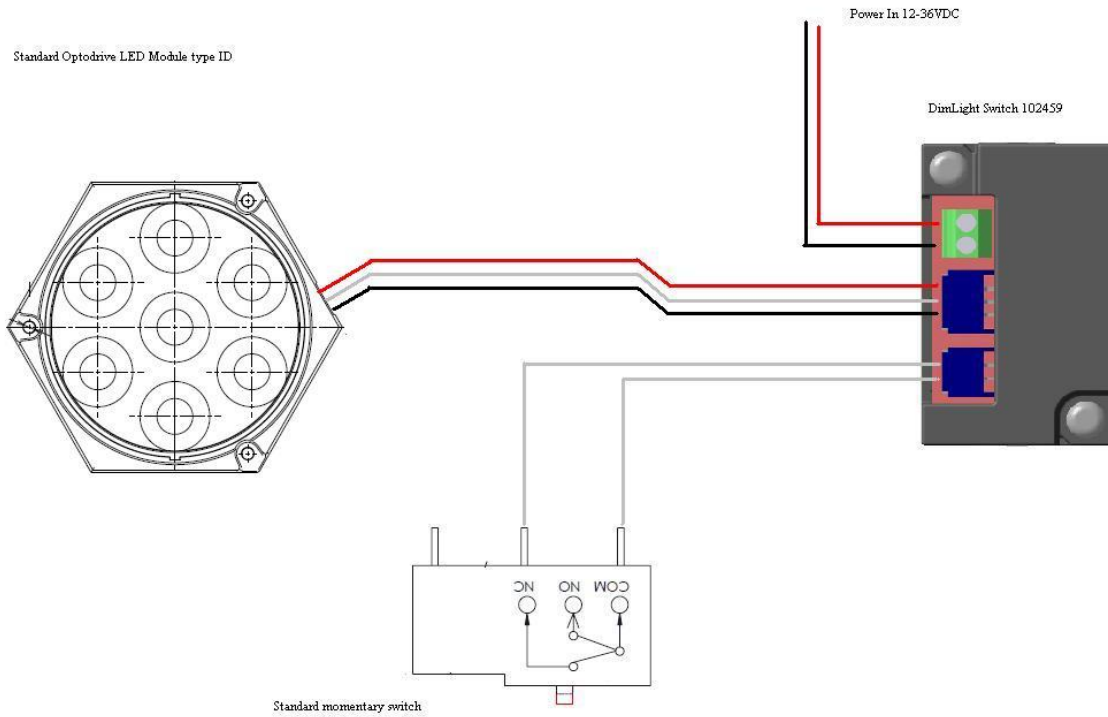 Power In 12-36VDC
Standard Optodrive LED Module type ID
DimLight Switch 102459
NC NO COM
Standard momentary switch